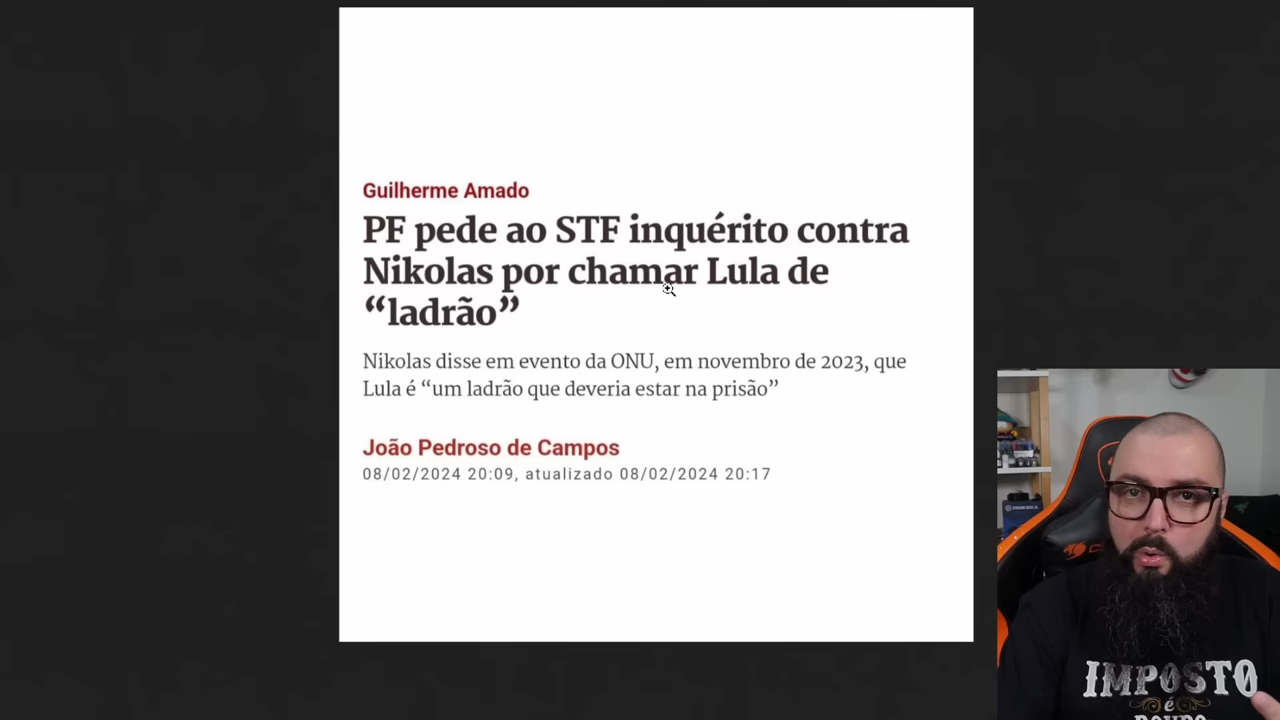 Guilherme Amado
PF pede ao STF inquérito contra
Nikolas por chamar Lula de
“ladrão”
Nikolas disse em evento da ONU, em novembro de 2023, que
Lula é “um ladrão que deveria estar na prisão”
João Pedroso de Campos
08/02/2024 20:09, atualizado 08/02/2024 20:17
IMPOSTO
é